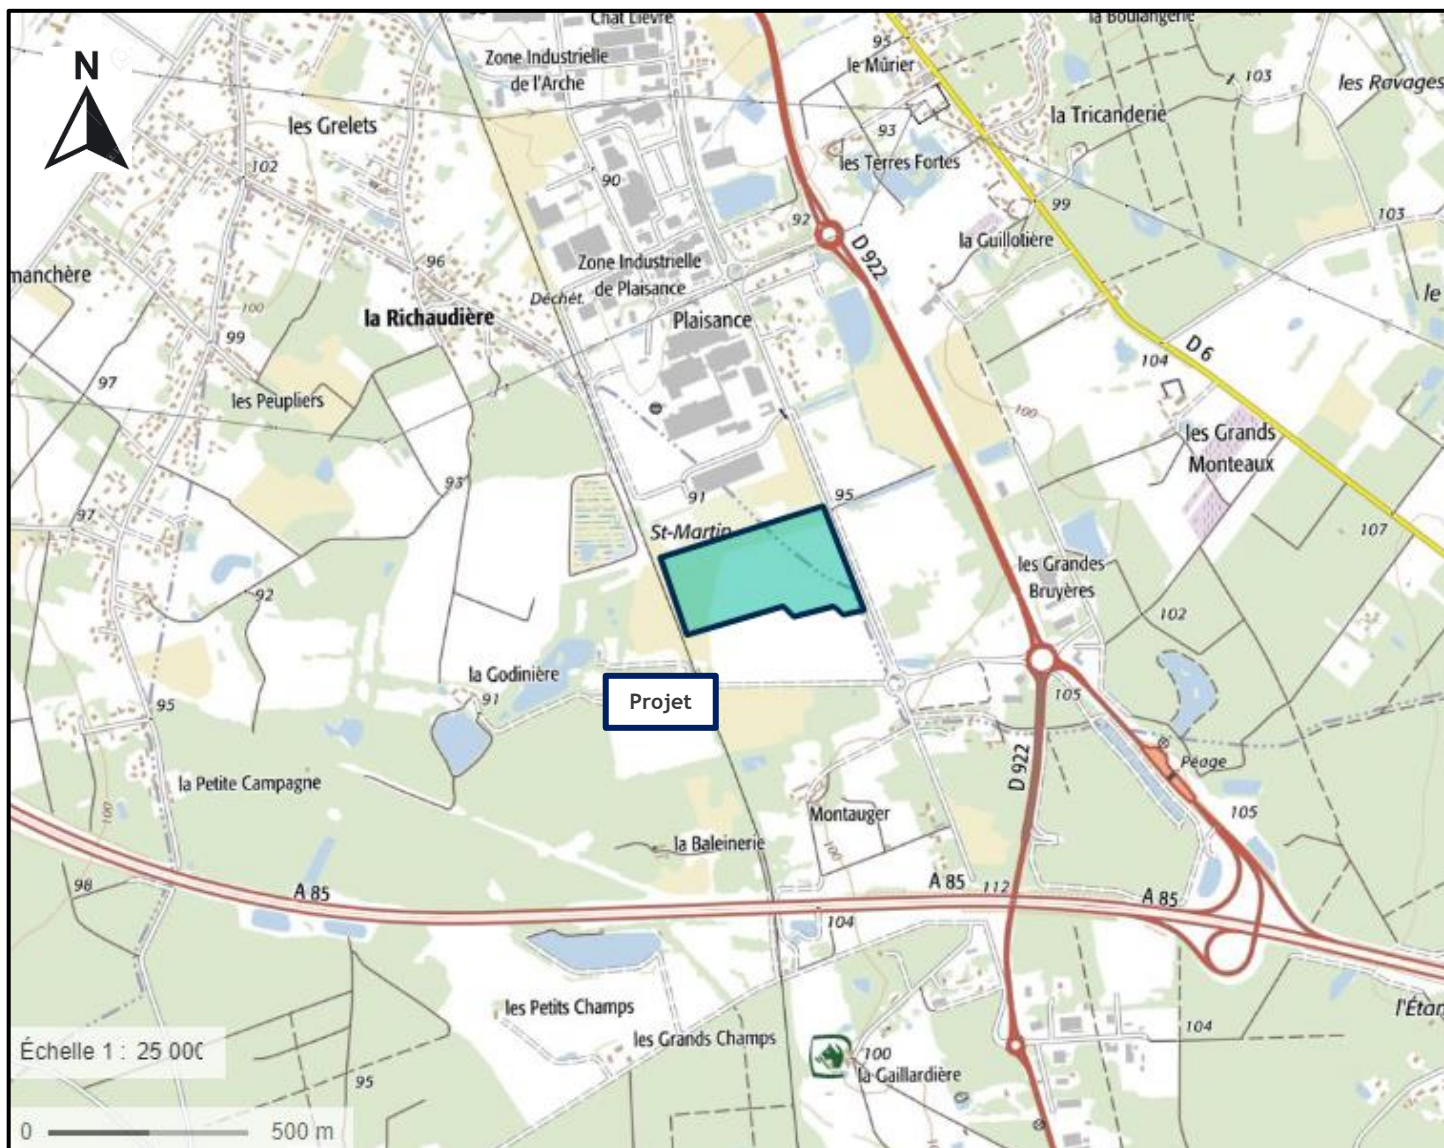 Chat Lièvre
la Boulangerie
Zone Industrielle
de l'Arche
95
le Mûrier
103
les Ravages
N
les Grelets
93
la Tricanderie
les Terres Fortes
102
90
99
92
103
la Guillotière
D 922
manchère
96
Zone Industrielle
de Plaisance
Déchèt.
100
la Richaudière
Plaisance
le
99
D 6
104
97
les Peupliers
100
les Grands
Monteaux
93
91
95
97
St-Martin
107
les Grandes
Bruyères
92
102
la Godinière
91
Projet
105
95
D 922
Péage
la Petite Campagne
100
Montauger
105
la Baleinerie
100
98
A 85
A 85
112
A 85
104
les Petits Champs
l'Étan
les Grands Champs
104
Échelle 1 : 25 000
100
la Gaillardière
95
0
500 m